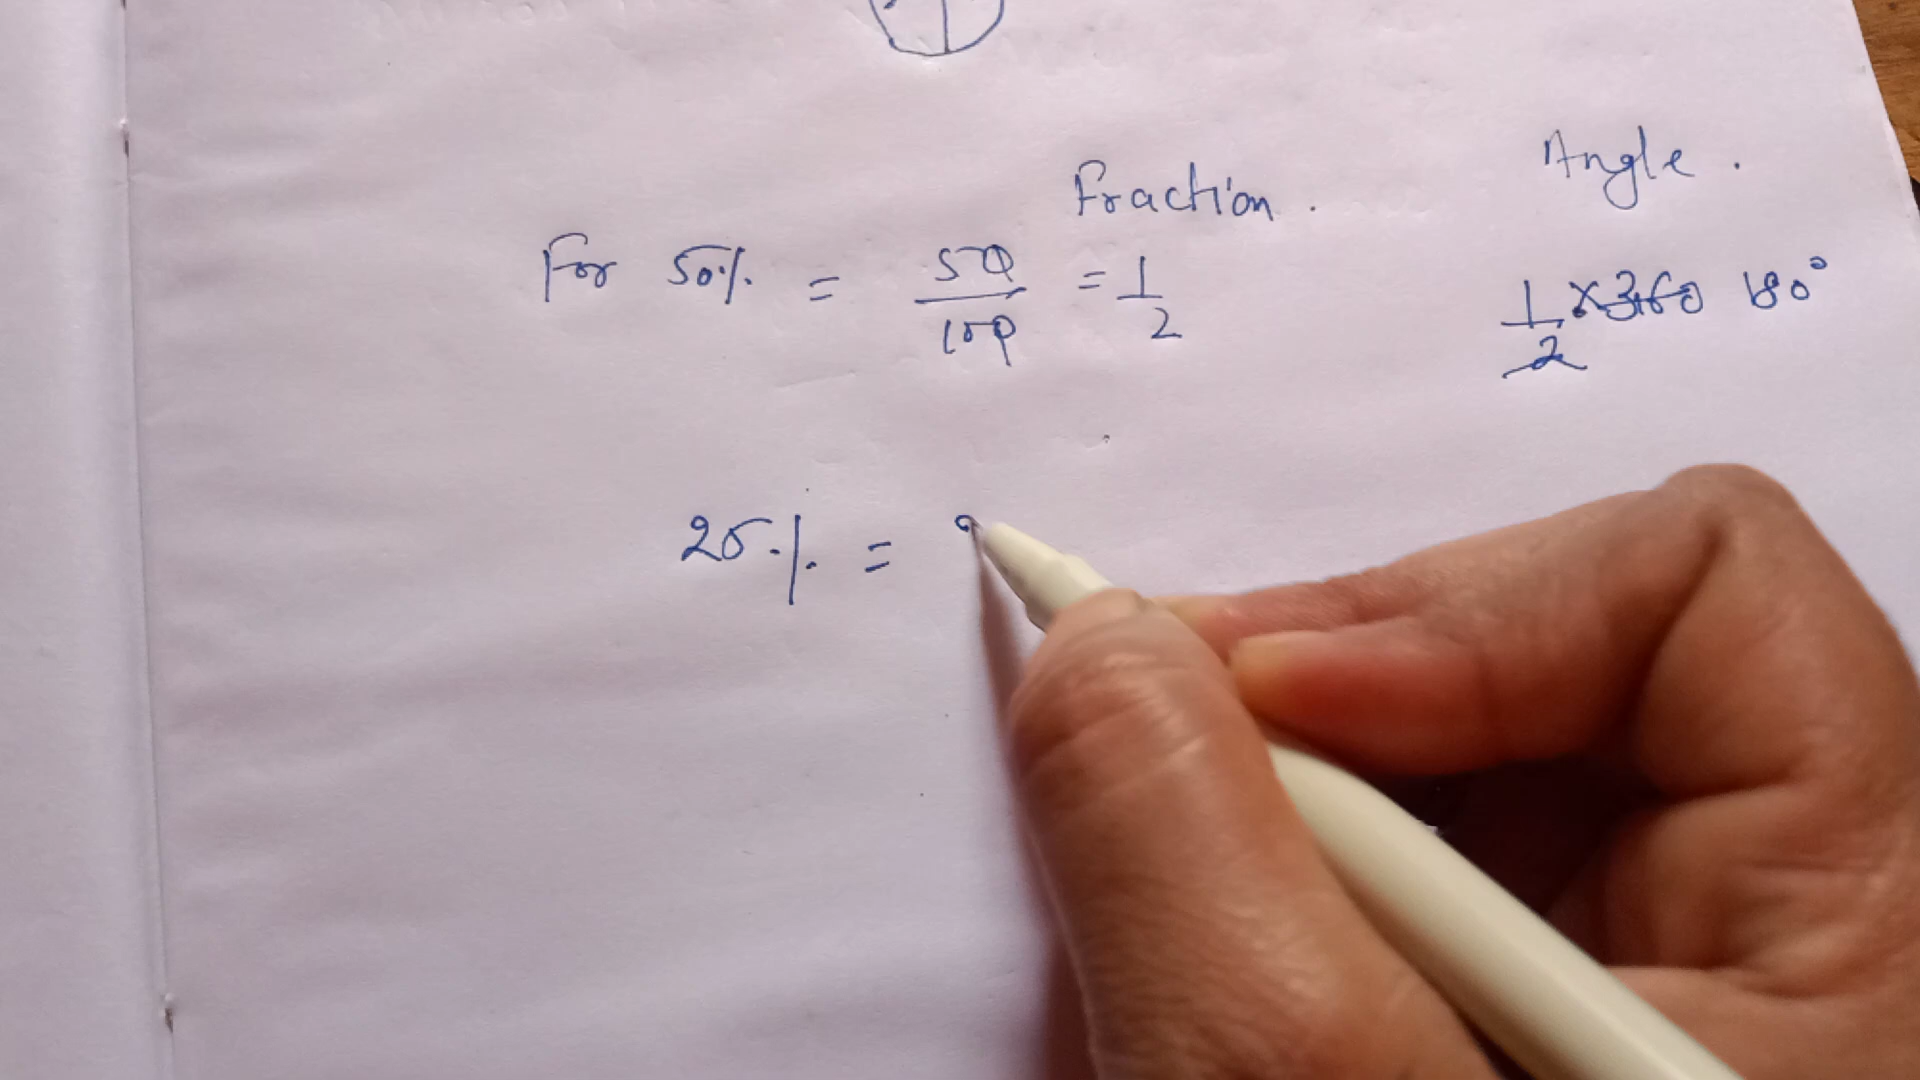 Fraction. Angle.
For 50% = 50/100 = 1/2 1/2 × 360 180°
25% =